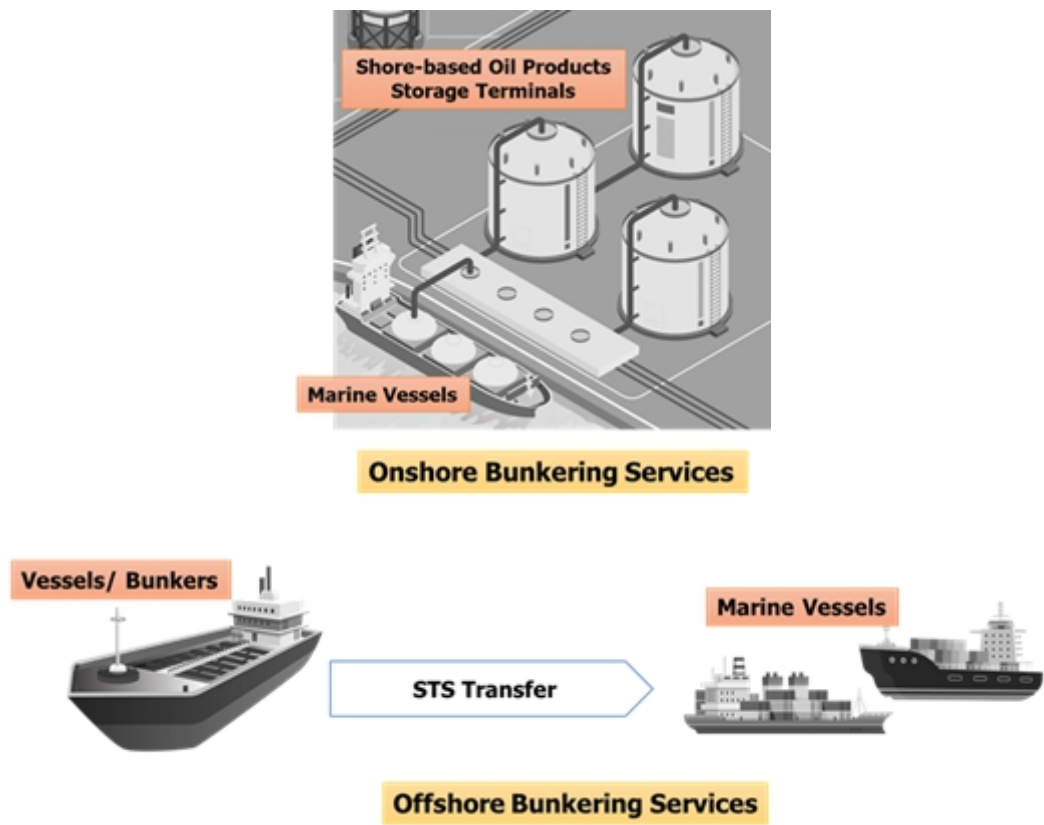 Shore-based Oil Products
Storage Terminals
Marine Vessels
Onshore Bunkering Services
Vessels/ Bunkers
Marine Vessels
STS Transfer
Offshore Bunkering Services